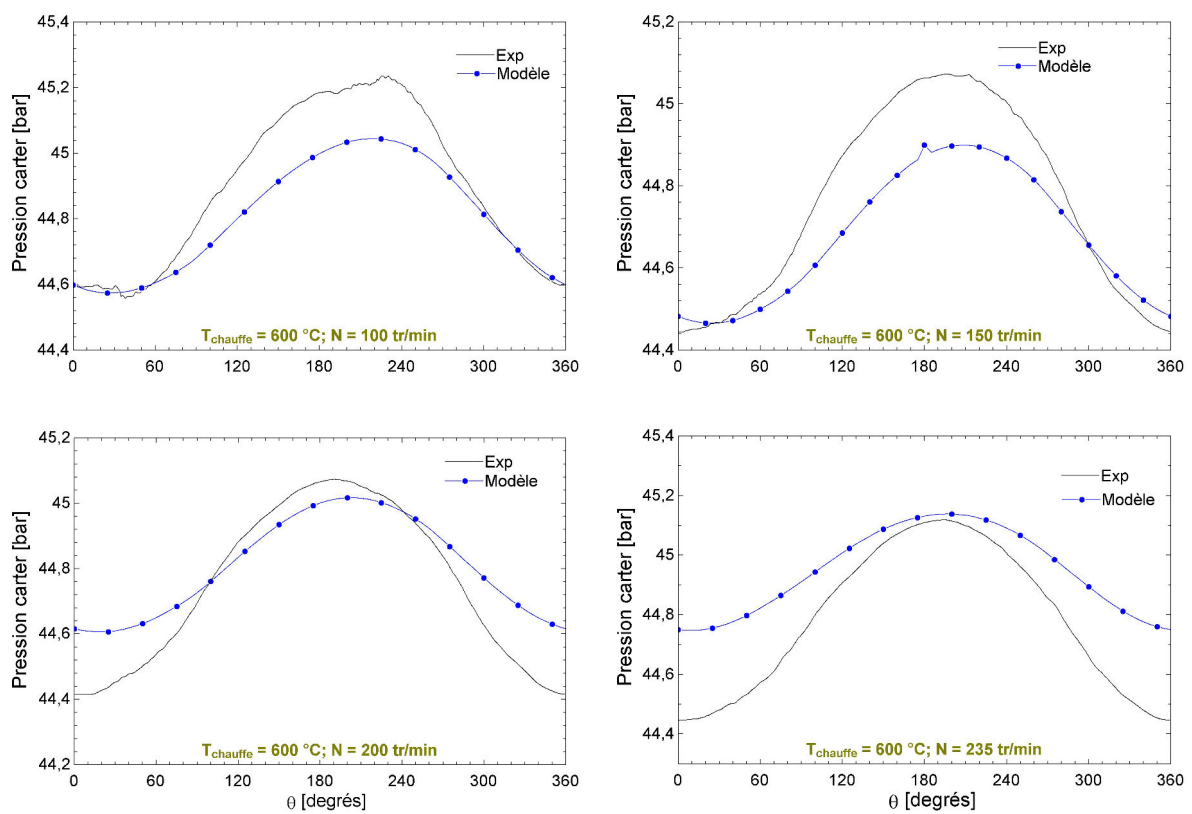 45,4
45,2
45
44,8
44,6
44,4
Pression carter [bar]
Exp
Modèle
T chauffe = 600 °C; N = 100 tr/min
0 60 120 180 240 300 360
45,2
45
44,8
44,6
44,4
Pression carter [bar]
Exp
Modèle
T chauffe = 600 °C; N = 150 tr/min
0 60 120 180 240 300 360
45,2
45
44,8
44,6
44,4
44,2
Pression carter [bar]
Exp
Modèle
T chauffe = 600 °C; N = 200 tr/min
0 60 120 180 240 300 360
θ [degrés]
45,4
45,2
45
44,8
44,6
44,4
Pression carter [bar]
Exp
Modèle
T chauffe = 600 °C; N = 235 tr/min
0 60 120 180 240 300 360
θ [degrés]